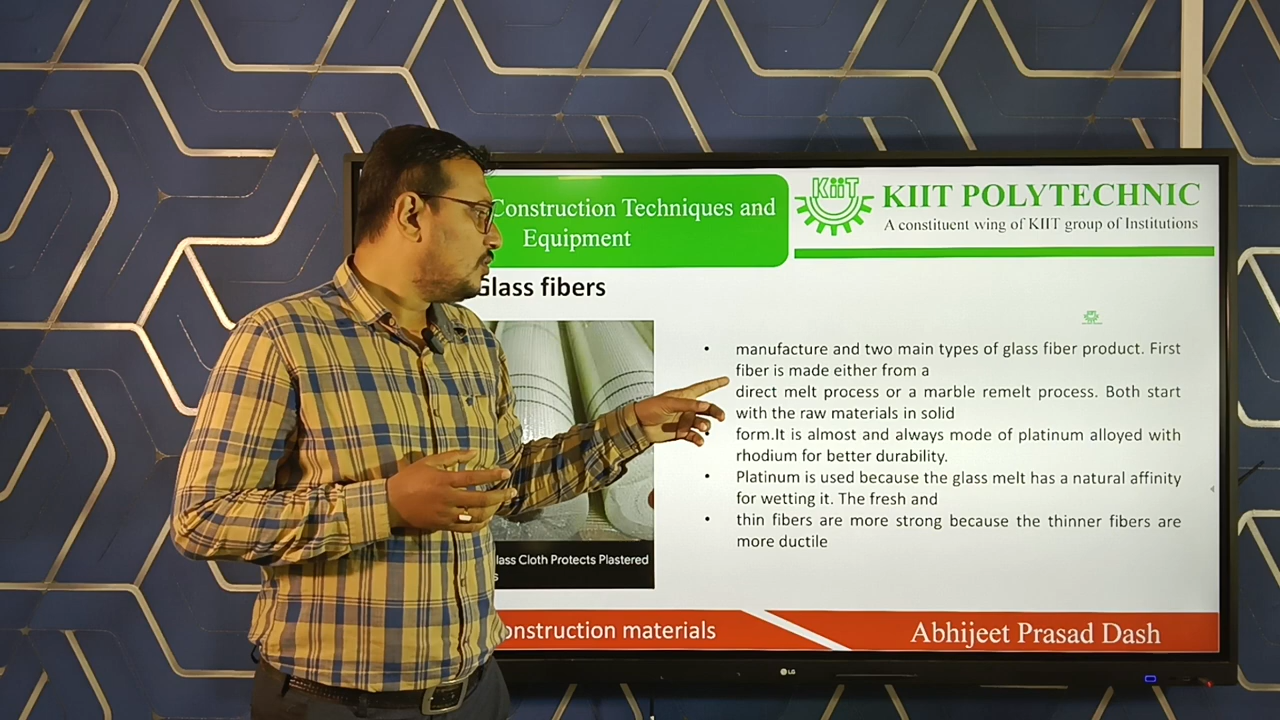 Construction Techniques and
Equipment
KiiT
KIIT POLYTECHNIC
A constituent wing of KIIT group of Institutions
Glass fibers
• manufacture and two main types of glass fiber product. First
fiber is made either from a
direct melt process or a marble remelt process. Both start
with the raw materials in solid
• form.It is almost and always mode of platinum alloyed with
rhodium for better durability.
• Platinum is used because the glass melt has a natural affinity
for wetting it. The fresh and
• thin fibers are more strong because the thinner fibers are
more ductile
Cloth Protects Plastered
construction materials
Abhijeet Prasad Dash
LG